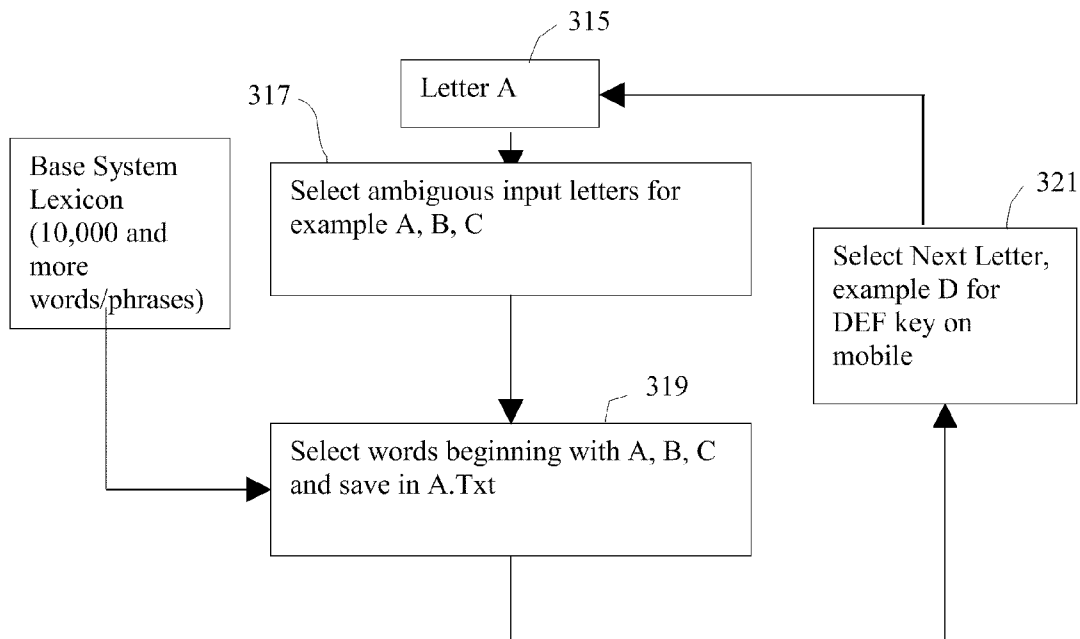 315
Letter A
317
Base System
Lexicon
(10,000 and
more
words/phrases)
Select ambiguous input letters for
example A, B, C
321
Select Next Letter,
example D for
DEF key on
mobile
319
Select words beginning with A, B, C
and save in A.Txt